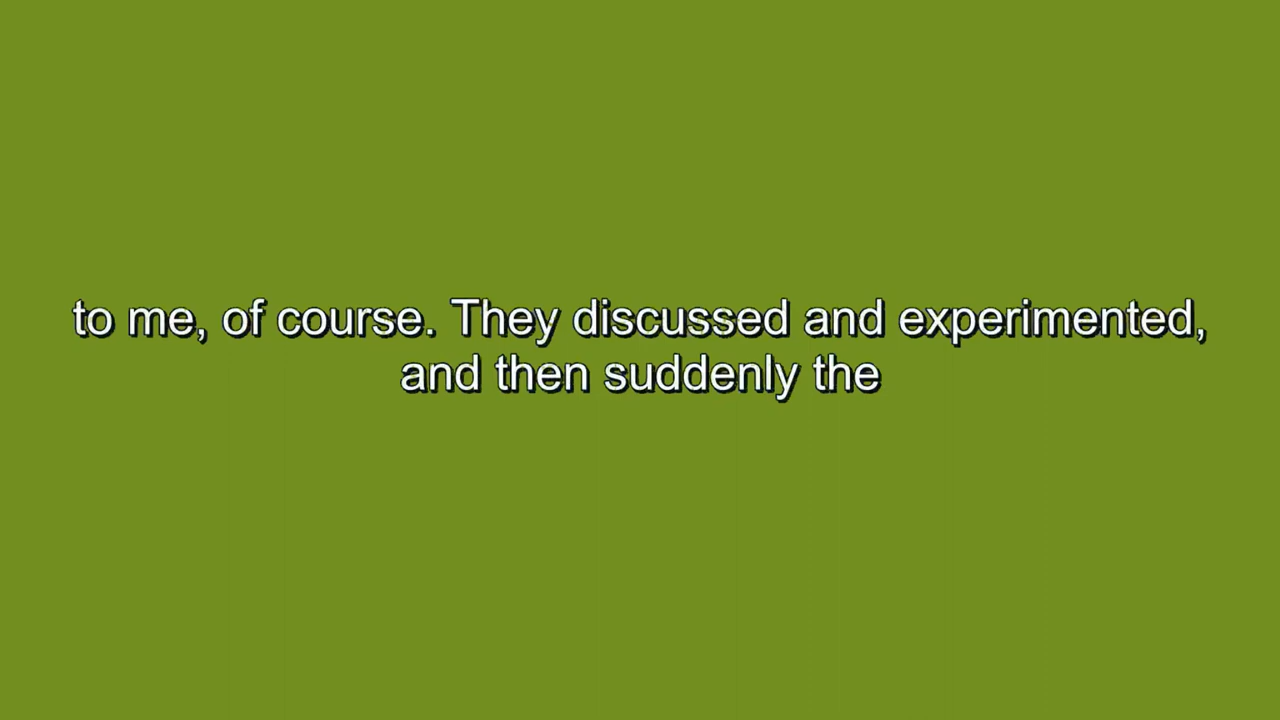 to me, of course. They discussed and experimented,
and then suddenly the